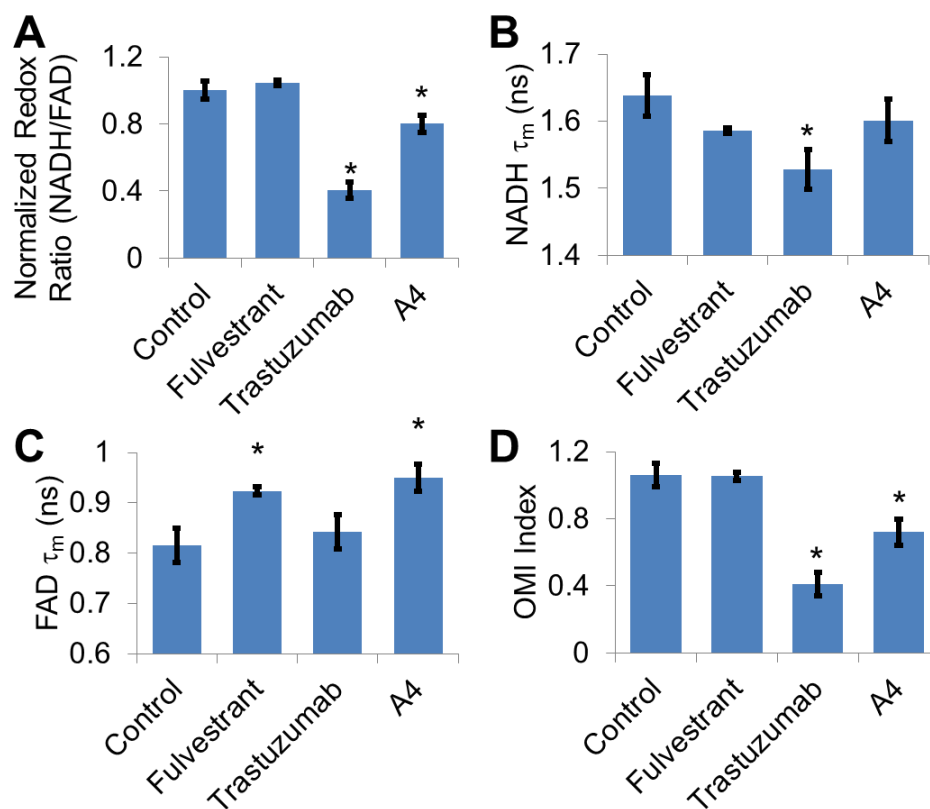 A
Normalized Redox
Ratio (NADH/FAD)
1.2
0.8
0.4
0
*
*
Control
Fulvestrant
Trastuzumab
A4
B
NADH τm (ns)
1.7
1.6
1.5
1.4
*
Control
Fulvestrant
Trastuzumab
A4
C
FAD τm (ns)
1
0.9
0.8
0.7
0.6
*
*
Control
Fulvestrant
Trastuzumab
A4
D
OMI Index
1.2
0.8
0.4
0
*
*
Control
Fulvestrant
Trastuzumab
A4